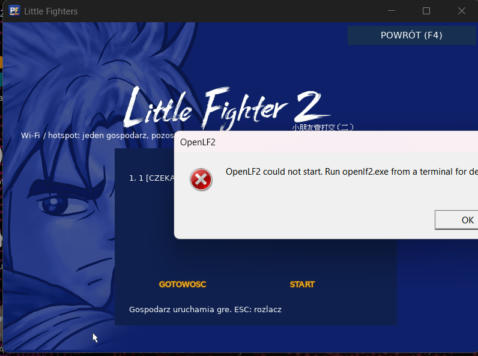 Little Fighters
POWRÓT (F4)
Little Fighter 2
小朋友齊打交（二）
Wi-Fi / hotspot: jeden gospodarz, pozos
OpenLF2
OpenLF2 could not start. Run openlf2.exe from a terminal for de
1. 1 [CZEKA
OK
GOTOWOSC
START
Gospodarz uruchamia gre. ESC: rozlacz